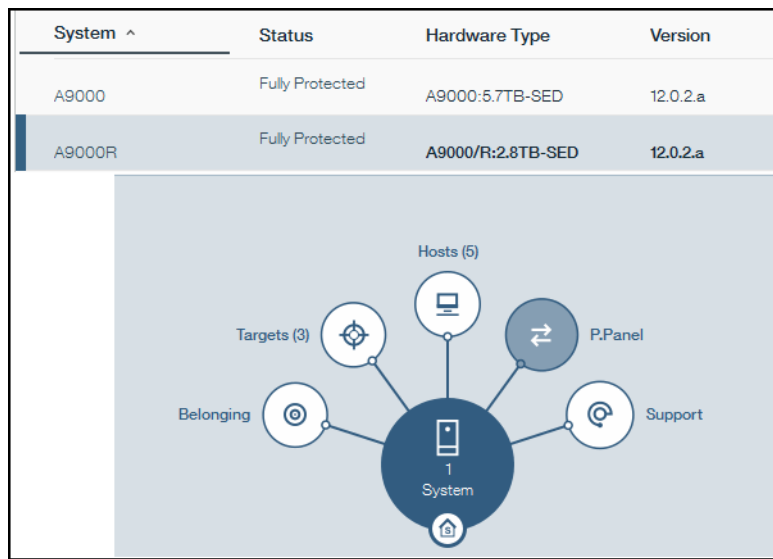 System ^ Status Hardware Type Version
A9000 Fully Protected A9000:5.7TB-SED 12.0.2.a
A9000R Fully Protected A9000/R:2.8TB-SED 12.0.2.a
Hosts (5)
Targets (3) P.Panel
Belonging Support
1
System
S